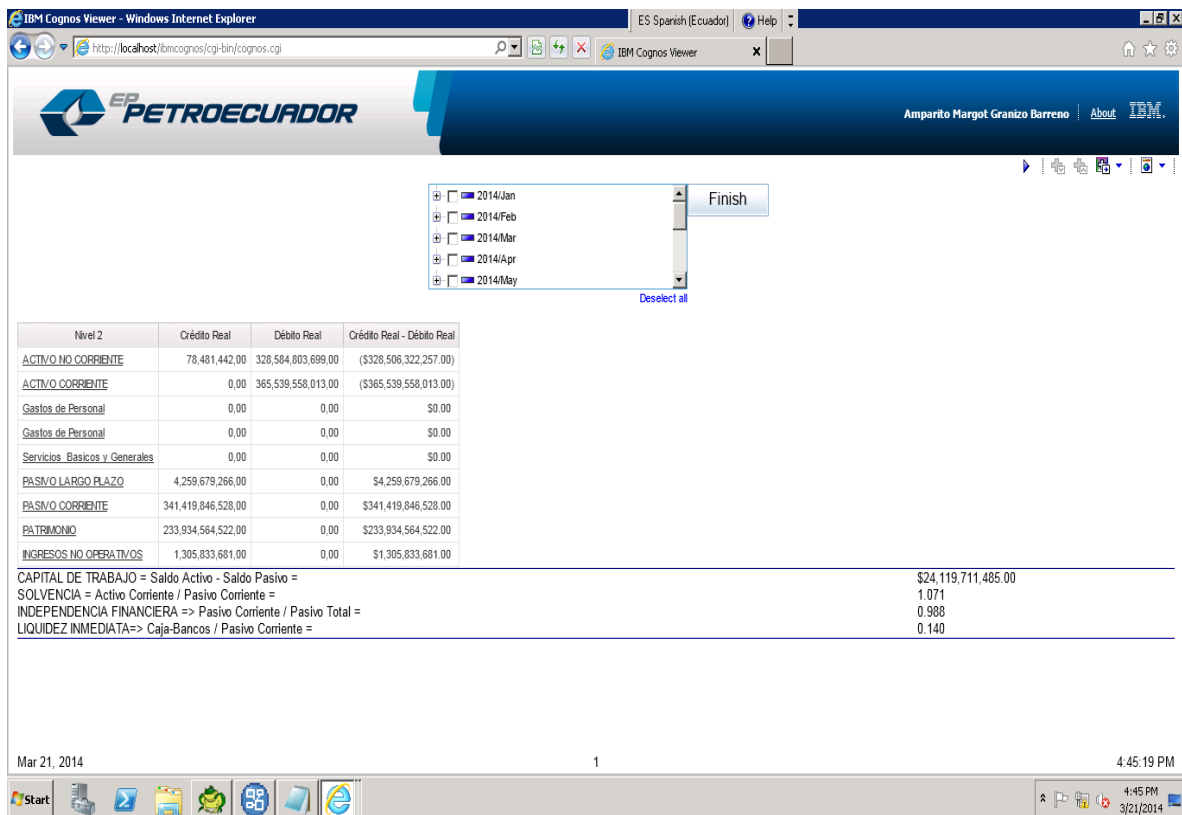 IBM Cognos Viewer - Windows Internet Explorer
ES Spanish (Ecuador) Help
http://localhost/ibmcognos/cgi-bin/cognos.cgi
IBM Cognos Viewer
EP PETROECUADOR
Amparito Margot Granizo Barreno About IBM.
2014/Jan
2014/Feb
2014/Mar
2014/Apr
2014/May
Finish
Deselect all
Nivel 2 Crédito Real Débito Real Crédito Real - Débito Real
ACTIVO NO CORRIENTE 78,481,442,00 328,584,803,699,00 ($328,506,322,257.00)
ACTIVO CORRIENTE 0,00 365,539,558,013,00 ($365,539,558,013.00)
Gastos de Personal 0,00 0,00 $0.00
Gastos de Personal 0,00 0,00 $0.00
Servicios Basicos y Generales 0,00 0,00 $0.00
PASIVO LARGO PLAZO 4,259,679,266,00 0,00 $4,259,679,266.00
PASIVO CORRIENTE 341,419,846,528,00 0,00 $341,419,846,528.00
PATRIMONIO 233,934,564,522,00 0,00 $233,934,564,522.00
INGRESOS NO OPERATIVOS 1,305,833,681,00 0,00 $1,305,833,681.00
CAPITAL DE TRABAJO = Saldo Activo - Saldo Pasivo = $24,119,711,485.00
SOLVENCIA = Activo Corriente / Pasivo Corriente = 1.071
INDEPENDENCIA FINANCIERA => Pasivo Corriente / Pasivo Total = 0.988
LIQUIDEZ INMEDIATA=> Caja-Bancos / Pasivo Corriente = 0.140
Mar 21, 2014 1 4:45:19 PM
Start
4:45 PM
3/21/2014